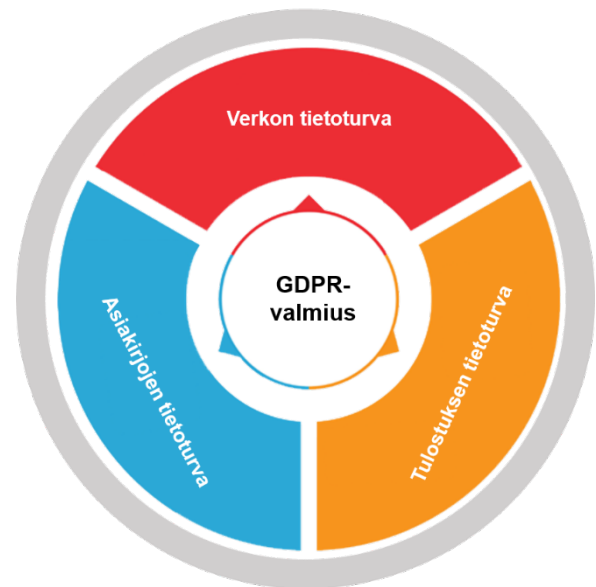 Verkon tietoturva
GDPR-
valmius
Asiakirjojen tietoturva
Tulostuksen tietoturva